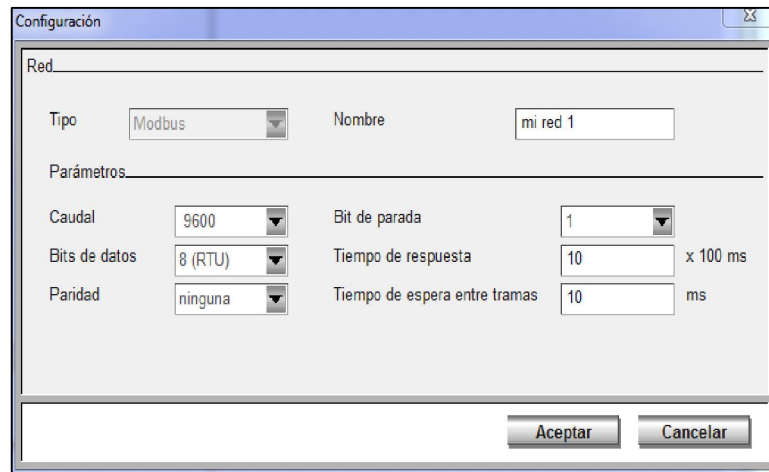 Configuración
Red
Tipo Modbus Nombre mi red 1
Parámetros
Caudal 9600 Bit de parada 1
Bits de datos 8 (RTU) Tiempo de respuesta 10 x 100 ms
Paridad ninguna Tiempo de espera entre tramas 10 ms
Aceptar Cancelar